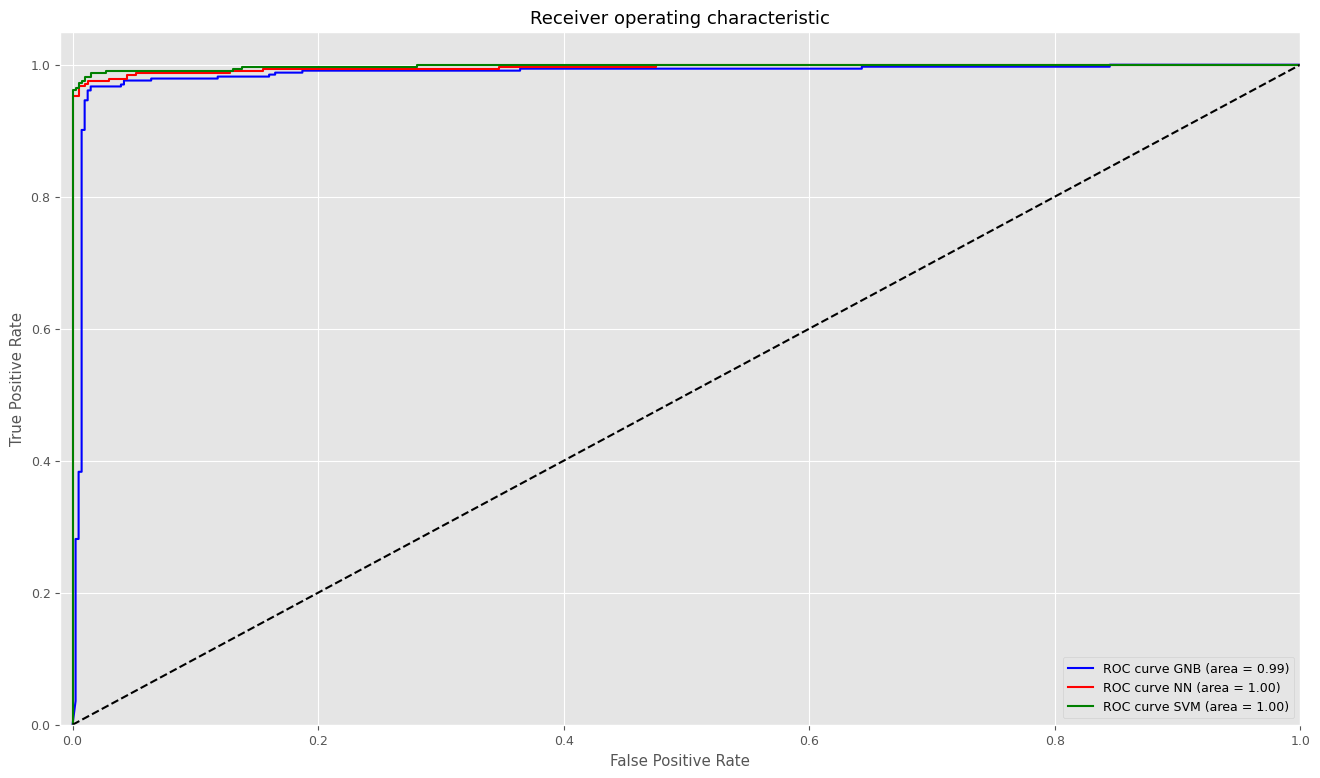 Receiver operating characteristic
1.0
0.8
0.6
0.4
0.2
0.0
True Positive Rate
0.0 0.2 0.4 0.6 0.8 1.0
False Positive Rate
ROC curve GNB (area = 0.99)
ROC curve NN (area = 1.00)
ROC curve SVM (area = 1.00)